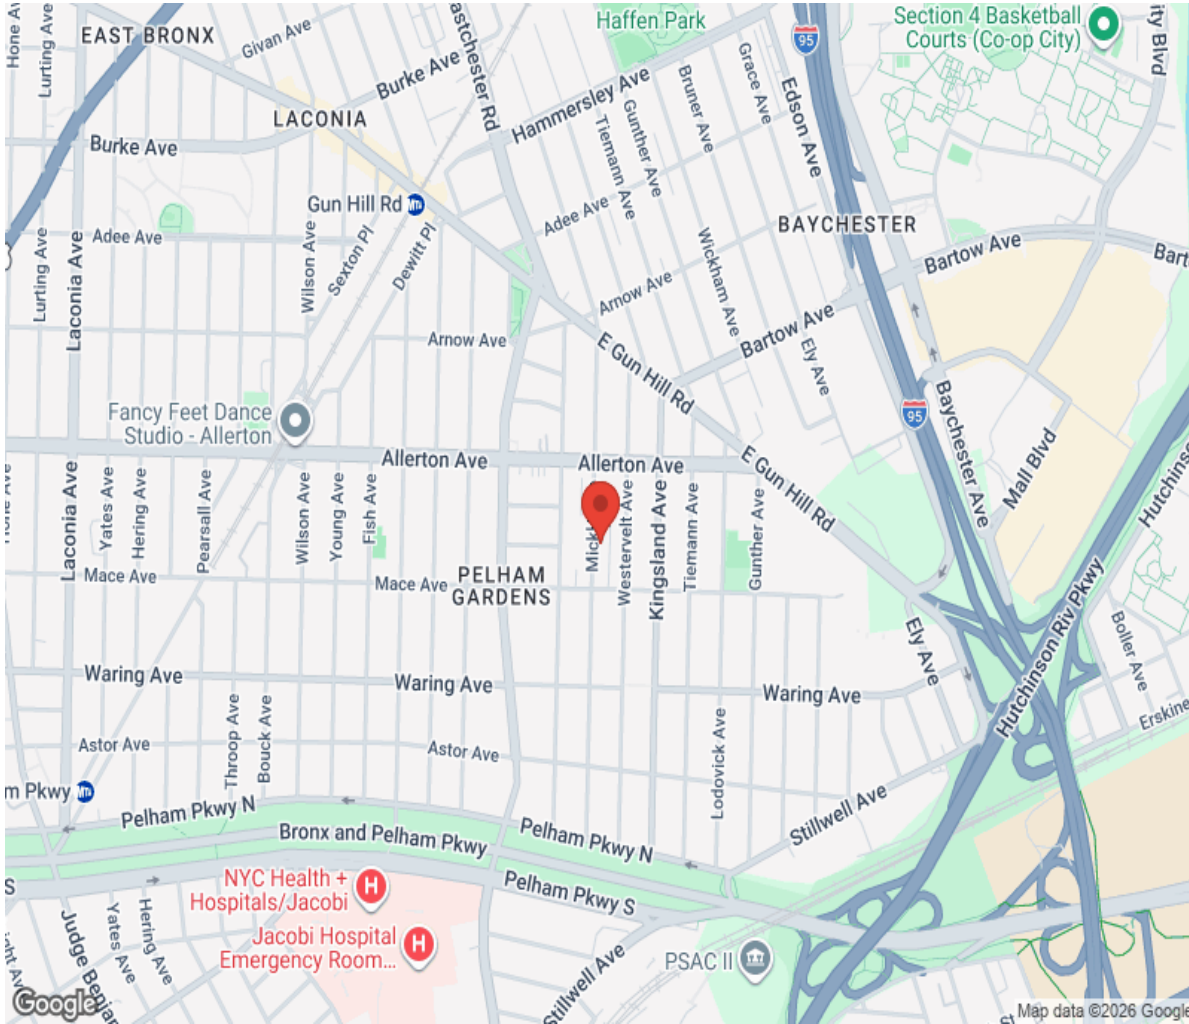 Hone Ave
Lurting Ave
EAST BRONX
Givan Ave
Burke Ave
LACONIA
Burke Ave
Hammersley Ave
Haffen Park
95
Section 4 Basketball
Courts (Co-op City)
Grace Ave
Bruner Ave
Edson Ave
Gunther Ave
Tiemann Ave
Gun Hill Rd
Adee Ave
Adee Ave
BAYCHESTER
Bartow Ave
Lurting Ave
Laconia Ave
Wilson Ave
Sexton Pl
Dewitt Pl
Wickham Ave
Arnow Ave
Arnow Ave
Bartow Ave
Ely Ave
E Gun Hill Rd
95
Baychester Ave
Mall Blvd
Fancy Feet Dance
Studio - Allerton
Allerton Ave
Allerton Ave
E Gun Hill Rd
Laconia Ave
Yates Ave
Hering Ave
Pearsall Ave
Wilson Ave
Young Ave
Fish Ave
Westervelt Ave
Kingsland Ave
Tiemann Ave
Gunther Ave
Mace Ave
Mace Ave
PELHAM
GARDENS
Hutchinson Riv Pkwy
Ely Ave
Boller Ave
Waring Ave
Waring Ave
Waring Ave
Erskine
Throop Ave
Bouck Ave
Astor Ave
Astor Ave
Lodovick Ave
Stillwell Ave
Pelham Pkwy N
Bronx and Pelham Pkwy
Pelham Pkwy N
Pelham Pkwy S
NYC Health +
Hospitals/Jacobi
H
Jacobi Hospital
Emergency Room...
H
Yates Ave
Hering Ave
Stillwell Ave
PSAC II
Google
Map data ©2026 Google